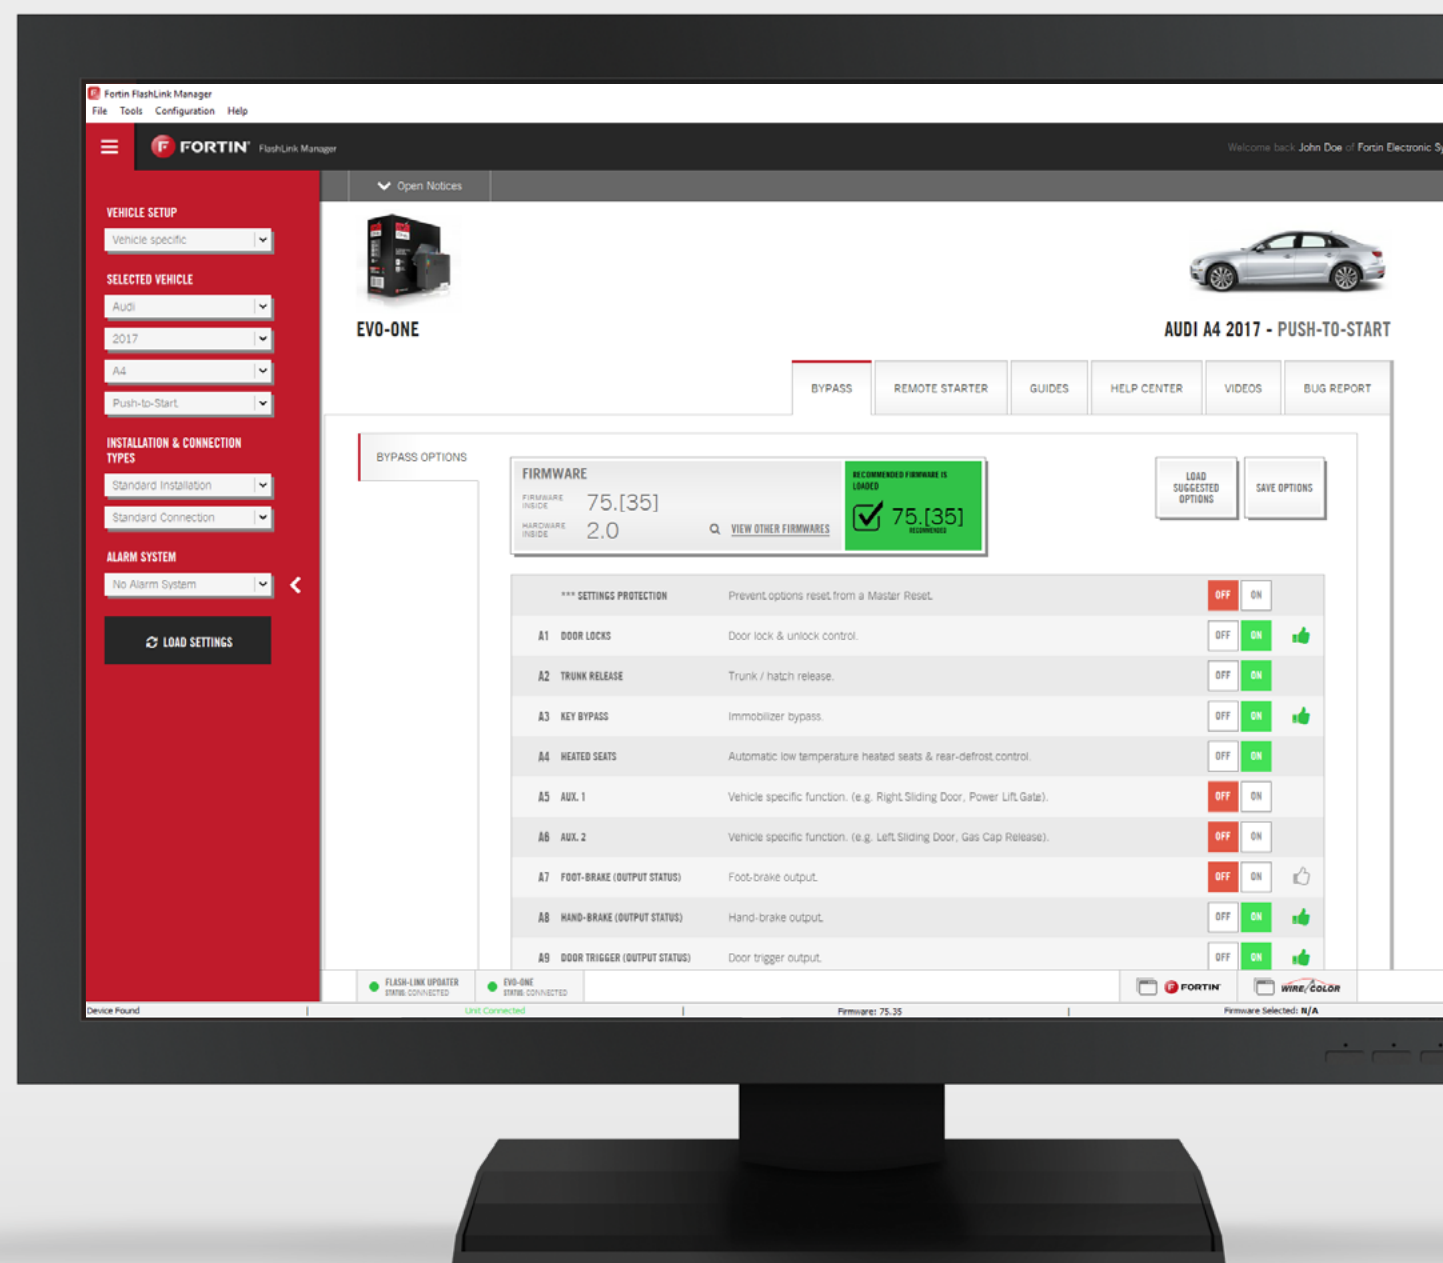 Fortin FlashLink Manager
File Tools Configuration Help
FORTIN FlashLink Manager
Welcome back John Doe of Fortin Electronic Sy
Open Notices
VEHICLE SETUP
Vehicle specific
SELECTED VEHICLE
Audi
2017
A4
Push-to-Start
INSTALLATION & CONNECTION
TYPES
Standard Installation
Standard Connection
ALARM SYSTEM
No Alarm System
LOAD SETTINGS
EVO-ONE
AUDI A4 2017 - PUSH-TO-START
BYPASS REMOTE STARTER GUIDES HELP CENTER VIDEOS BUG REPORT
BYPASS OPTIONS
FIRMWARE
FIRMWARE
INSIDE 75.[35]
HARDWARE
INSIDE 2.0
VIEW OTHER FIRMWARES
RECOMMENDED FIRMWARE IS
LOADED
75.[35]
RECOMMENDED
LOAD
SUGGESTED
OPTIONS
SAVE OPTIONS
*** SETTINGS PROTECTION Prevent options reset from a Master Reset. OFF ON
A1 DOOR LOCKS Door lock & unlock control. OFF ON
A2 TRUNK RELEASE Trunk / hatch release. OFF ON
A3 KEY BYPASS Immobilizer bypass. OFF ON
A4 HEATED SEATS Automatic low temperature heated seats & rear-defrost control. OFF ON
A5 AUX. 1 Vehicle specific function. (e.g. Right Sliding Door, Power Lift Gate). OFF ON
A6 AUX. 2 Vehicle specific function. (e.g. Left Sliding Door, Gas Cap Release). OFF ON
A7 FOOT-BRAKE (OUTPUT STATUS) Foot-brake output. OFF ON
A8 HAND-BRAKE (OUTPUT STATUS) Hand-brake output. OFF ON
A9 DOOR TRIGGER (OUTPUT STATUS) Door trigger output. OFF ON
FLASH-LINK UPDATER
STATUS: CONNECTED
EVO-ONE
STATUS: CONNECTED
FORTIN
WIRE/COLOR
Device Found Unit Connected Firmware: 75.35 Firmware Selected: N/A